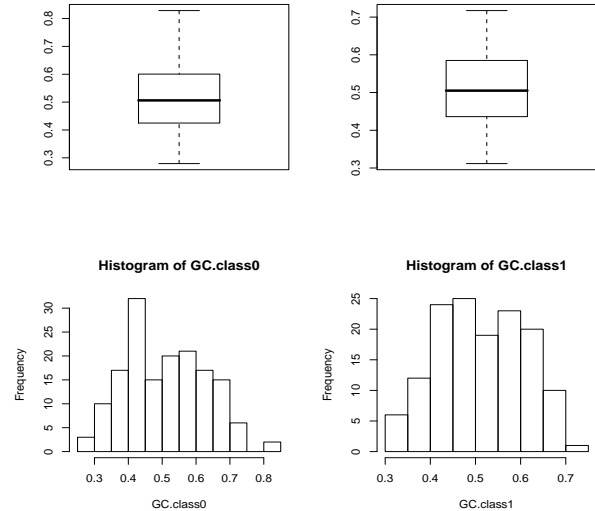 0.3 0.4 0.5 0.6 0.7 0.8
0.3 0.4 0.5 0.6 0.7
Histogram of GC.class0
Frequency
0 5 10 15 20 25 30
0.3 0.4 0.5 0.6 0.7 0.8
GC.class0
Histogram of GC.class1
Frequency
0 5 10 15 20 25
0.3 0.4 0.5 0.6 0.7
GC.class1